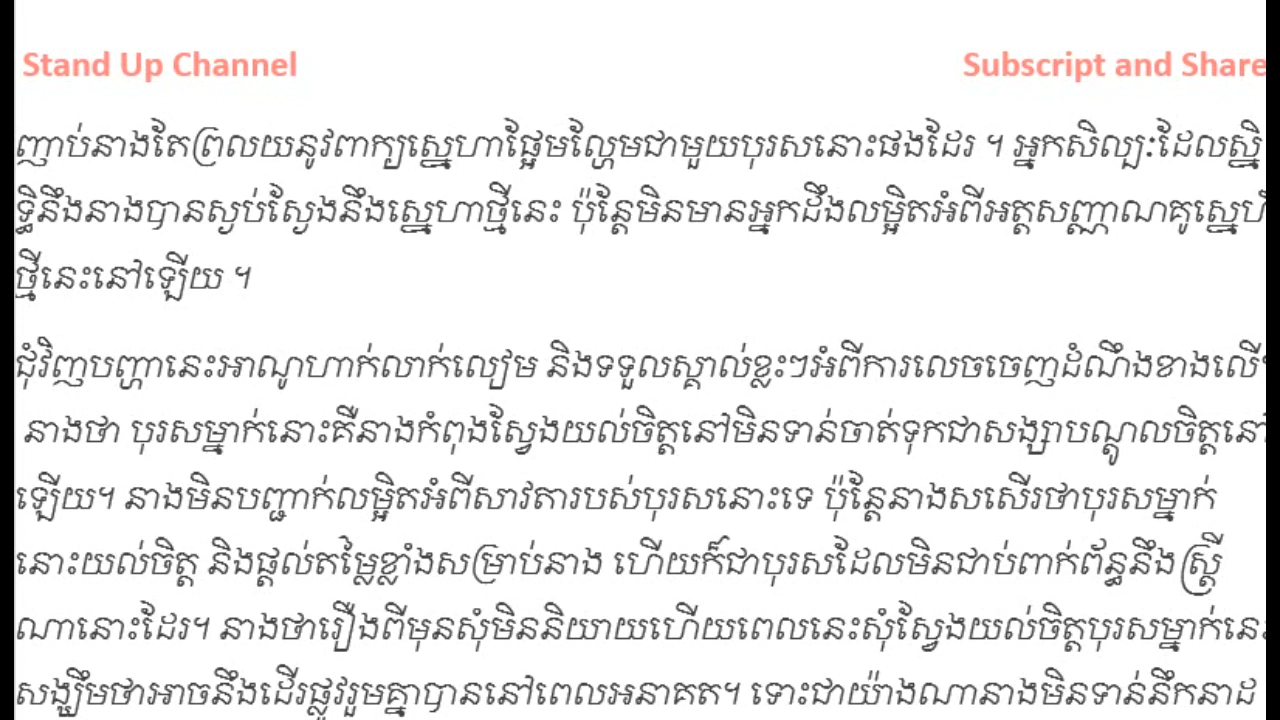 Stand Up Channel
Subscript and Share
ញាប់នាងតែព្រលយនូវពាក្យស្នេហាផ្អែមល្ហែមជាមួយបុរសនោះផងដែរ ។ អ្នកសិល្បៈដែលស្និ
ទ្ធិនឹងនាងបានស្ងប់ស្ងែងនឹងស្នេហាថ្មីនេះ ប៉ុន្តែមិនមានអ្នកដឹងលម្អិតអំពីអត្តសញ្ញាណគូស្នេហ៍
ថ្មីនេះនៅឡើយ ។
ជុំវិញបញ្ហានេះអាណូហាក់លាក់លៀម និងទទួលស្គាល់ខ្លះៗអំពីការលេចចេញដំណឹងខាងលើ។
នាងថា បុរសម្នាក់នោះគឺនាងកំពុងស្វែងយល់ចិត្តនៅមិនទាន់ចាត់ទុកជាសង្សាបណ្តូលចិត្តនៅ
ឡើយ។ នាងមិនបញ្ជាក់លម្អិតអំពីសាវតារបស់បុរសនោះទេ ប៉ុន្តែនាងសសើរថាបុរសម្នាក់
នោះយល់ចិត្ត និងផ្តល់តម្លៃខ្លាំងសម្រាប់នាង ហើយក៏ជាបុរសដែលមិនជាប់ពាក់ព័ន្ធនឹងស្ត្រី
ណានោះដែរ។ នាងថារឿងពីមុនសុំមិននិយាយហើយពេលនេះសុំស្វែងយល់ចិត្តបុរសម្នាក់នេះ
សង្ឃឹមថាអាចនឹងដើរផ្លូវរួមគ្នាបាននៅពេលអនាគត។ ទោះជាយ៉ាងណានាងមិនទាន់នឹកនាដ